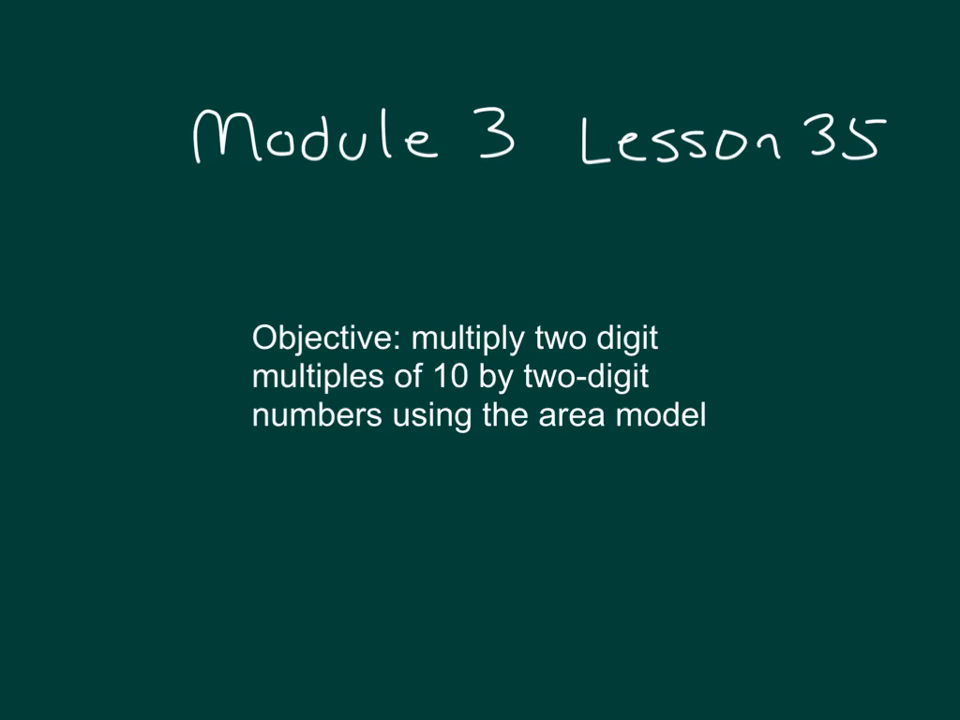 Module 3 Lesson 35
Objective: multiply two digit
multiples of 10 by two-digit
numbers using the area model